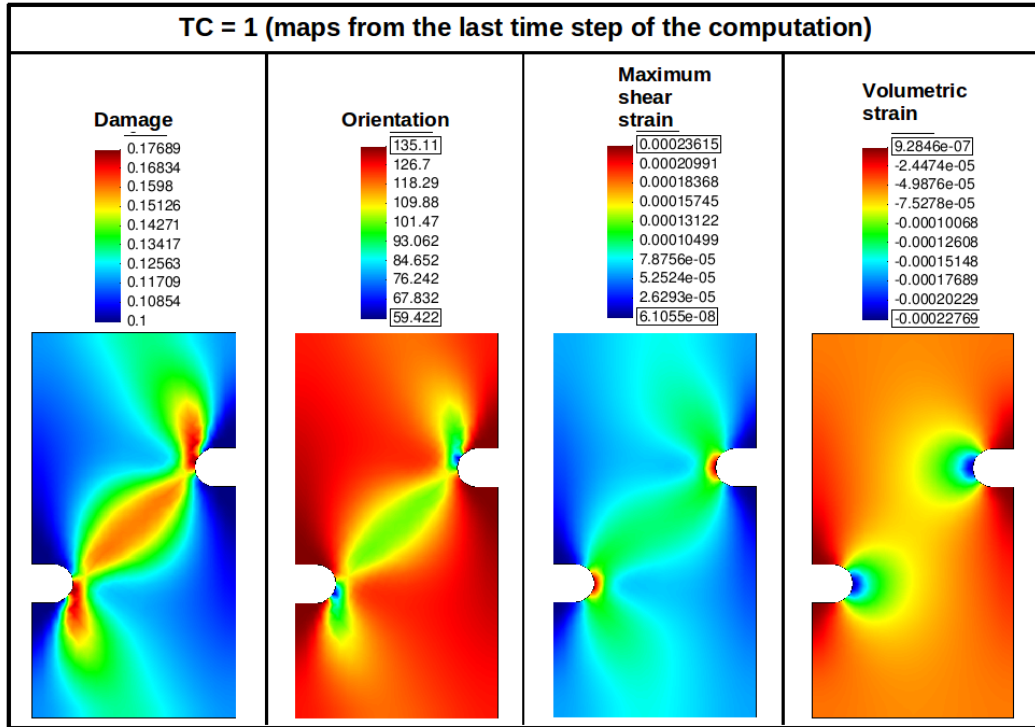 TC = 1 (maps from the last time step of the computation)
Damage
0.17689
0.16834
0.1598
0.15126
0.14271
0.13417
0.12563
0.11709
0.10854
0.1
Orientation
135.11
126.7
118.29
109.88
101.47
93.062
84.652
76.242
67.832
59.422
Maximum
shear
strain
0.00023615
0.00020991
0.00018368
0.00015745
0.00013122
0.00010499
7.8756e-05
5.2524e-05
2.6293e-05
6.1055e-08
Volumetric
strain
9.2846e-07
-2.4474e-05
-4.9876e-05
-7.5278e-05
-0.00010068
-0.00012608
-0.00015148
-0.00017689
-0.00020229
-0.00022769